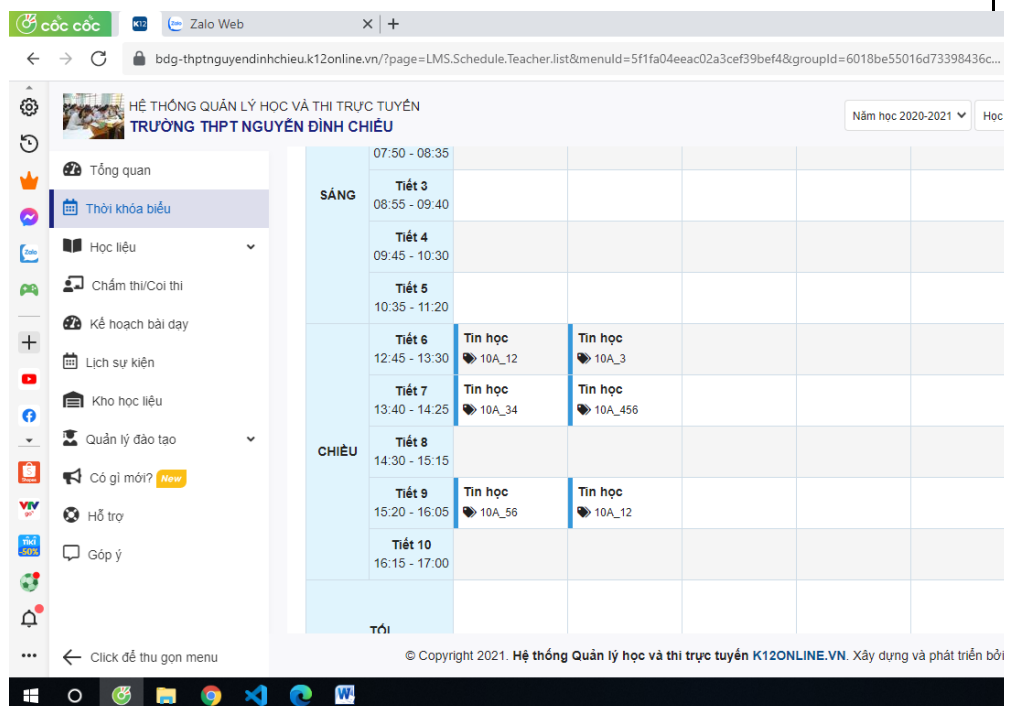 cốc cốc
K12
Zalo Web
bdg-thptnguyendinhchieu.k12online.vn/?page=LMS.Schedule.Teacher.list&menuId=5f1fa04eeac02a3cef39bef4&groupId=6018be55016d73398436c...
HỆ THỐNG QUẢN LÝ HỌC VÀ THI TRỰC TUYẾN
TRƯỜNG THPT NGUYỄN ĐÌNH CHIỂU
Năm học 2020-2021
Học
Tổng quan
Thời khóa biểu
Học liệu
Chấm thi/Coi thi
Kế hoạch bài dạy
Lịch sự kiện
Kho học liệu
Quản lý đào tạo
Có gì mới? New
Hỗ trợ
Góp ý
Click để thu gọn menu
07:50 - 08:35
SÁNG
Tiết 3
08:55 - 09:40
Tiết 4
09:45 - 10:30
Tiết 5
10:35 - 11:20
CHIỀU
Tiết 6
12:45 - 13:30
Tin học
10A_12
Tin học
10A_3
Tiết 7
13:40 - 14:25
Tin học
10A_34
Tin học
10A_456
Tiết 8
14:30 - 15:15
Tiết 9
15:20 - 16:05
Tin học
10A_56
Tin học
10A_12
Tiết 10
16:15 - 17:00
TỐI
© Copyright 2021. Hệ thống Quản lý học và thi trực tuyến K12ONLINE.VN. Xây dựng và phát triển bởi
Zalo
VTV
TIKI
-50%